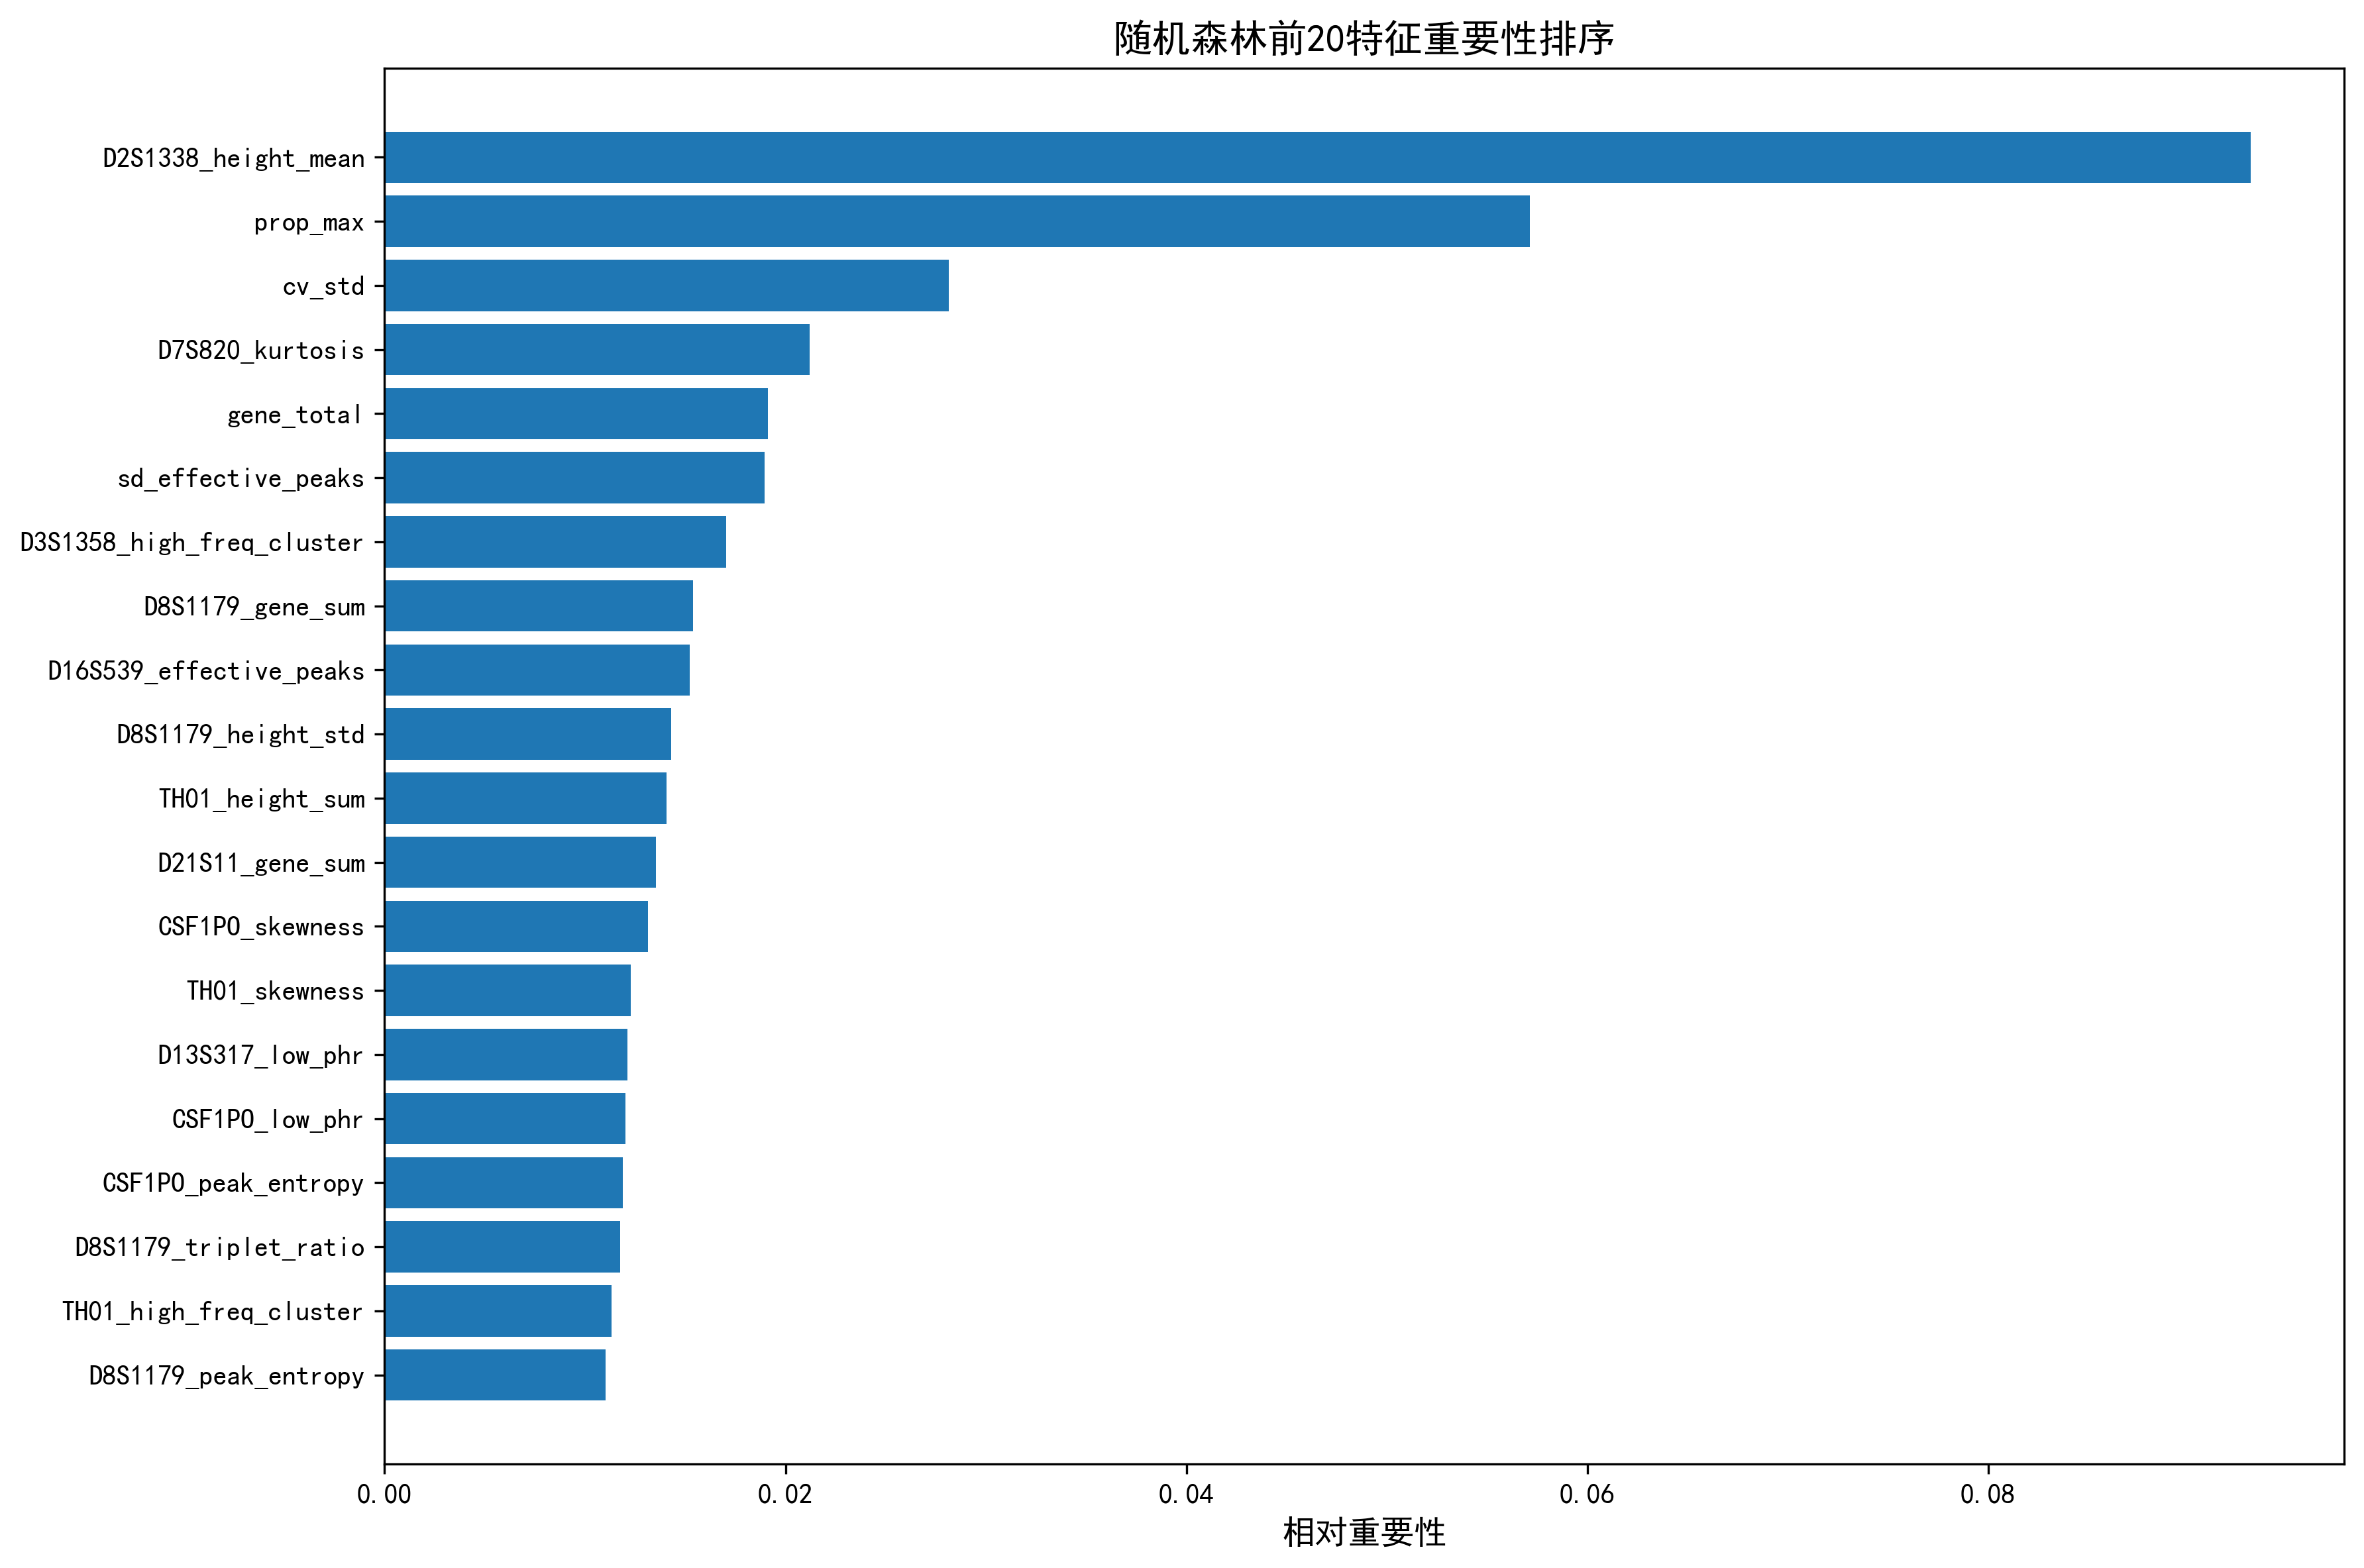 随机森林前20特征重要性排序
D2S1338_height_mean
prop_max
cv_std
D7S820_kurtosis
gene_total
sd_effective_peaks
D3S1358_high_freq_cluster
D8S1179_gene_sum
D16S539_effective_peaks
D8S1179_height_std
TH01_height_sum
D21S11_gene_sum
CSF1PO_skewness
TH01_skewness
D13S317_low_phr
CSF1PO_low_phr
CSF1PO_peak_entropy
D8S1179_triplet_ratio
TH01_high_freq_cluster
D8S1179_peak_entropy
0.00 0.02 0.04 0.06 0.08
相对重要性